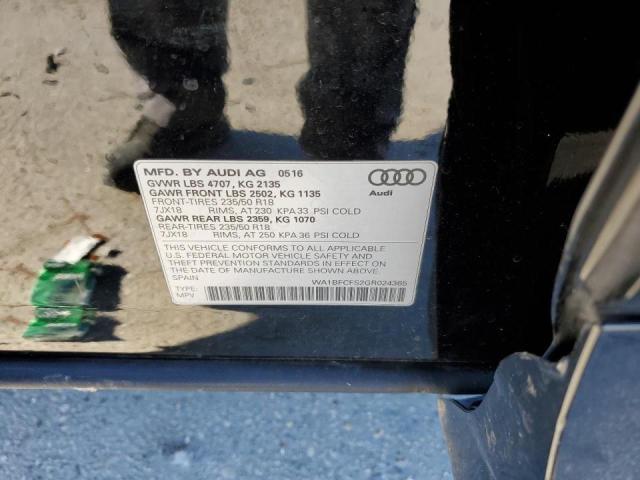 MFD. BY AUDI AG 0516
GVWR LBS 4707, KG 2135
GAWR FRONT LBS 2502, KG 1135
FRONT-TIRES 235/50 R18
7JX18 RIMS, AT 230 KPA 33 PSI COLD
GAWR REAR LBS 2359, KG 1070
REAR-TIRES 235/50 R18
7JX18 RIMS, AT 250 KPA 36 PSI COLD
Audi
THIS VEHICLE CONFORMS TO ALL APPLICABLE
U.S. FEDERAL MOTOR VEHICLE SAFETY AND
THEFT PREVENTION STANDARDS IN EFFECT ON
THE DATE OF MANUFACTURE SHOWN ABOVE.
SPAIN
TYPE: WA1BFCFS2GR024365
MPV